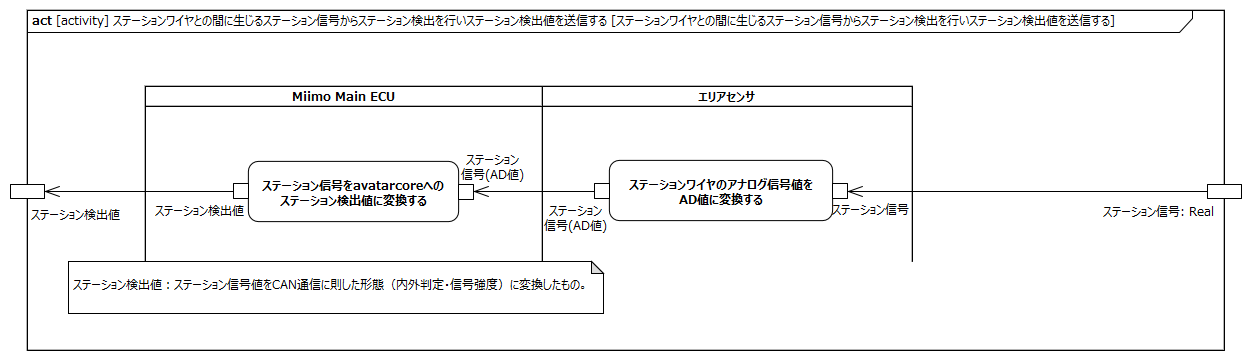 act [activity] ステーションワイヤとの間に生じるステーション信号からステーション検出を行いステーション検出値を送信する [ステーションワイヤとの間に生じるステーション信号からステーション検出を行いステーション検出値を送信する]
Miimo Main ECU
エリアセンサ
ステーション
信号(AD値)
ステーション信号をavatarcoreへの
ステーション検出値に変換する
ステーションワイヤのアナログ信号値を
AD値に変換する
ステーション検出値
ステーション検出値
ステーション
信号(AD値)
ステーション信号
ステーション信号: Real
ステーション検出値：ステーション信号値をCAN通信に則した形態（内外判定・信号強度）に変換したもの。